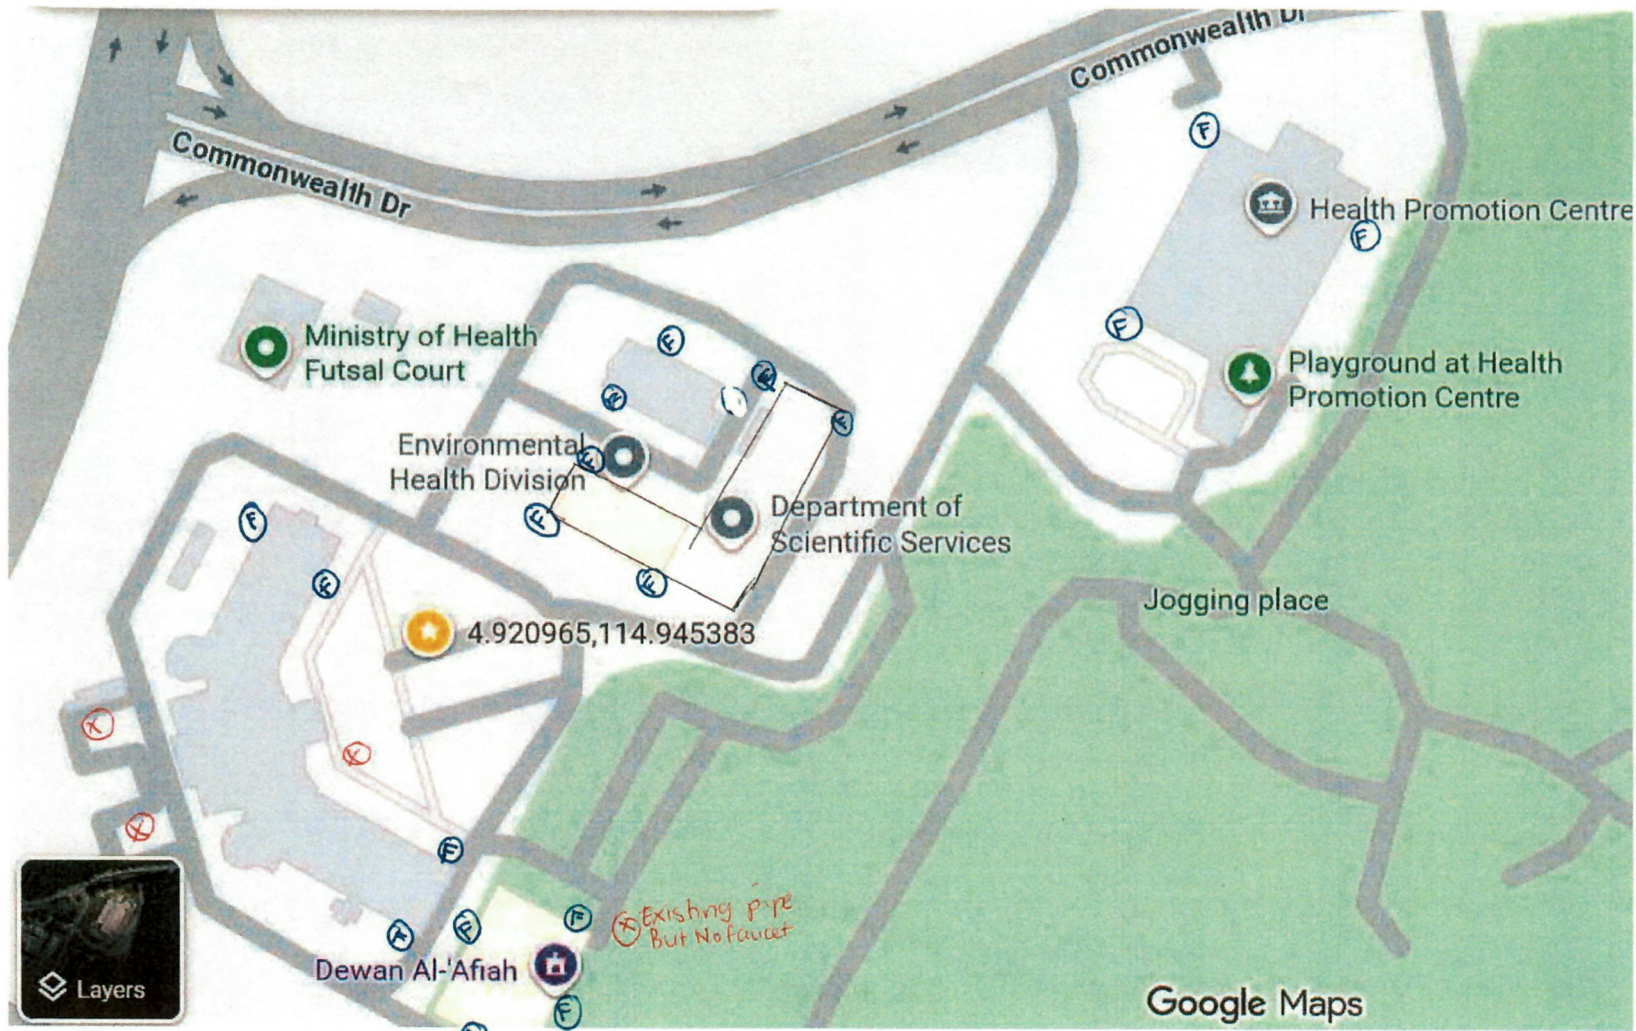 Commonwealth Dr
Commonwealth Dr
F
Health Promotion Centre
F
F
Ministry of Health
Futsal Court
F
Playground at Health
Promotion Centre
F
Environmental
Health Division
F
F
F
Department of
Scientific Services
F
F
F
Jogging place
4.920965,114.945383
X
X
X
F
F
F
F
X Existing pipe
But No faucet
Dewan Al-'Afiah
F
Layers
Google Maps